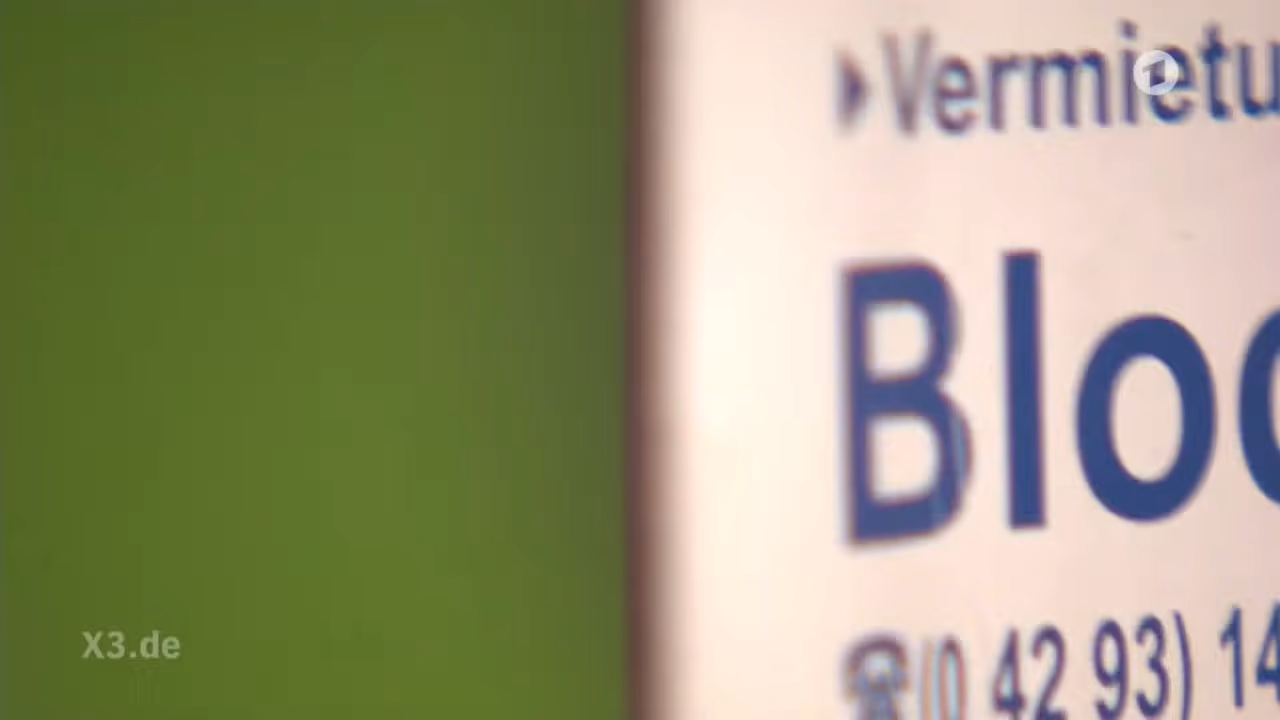 Vermietu
Bloc
☎(0 42 93) 14
X3.de